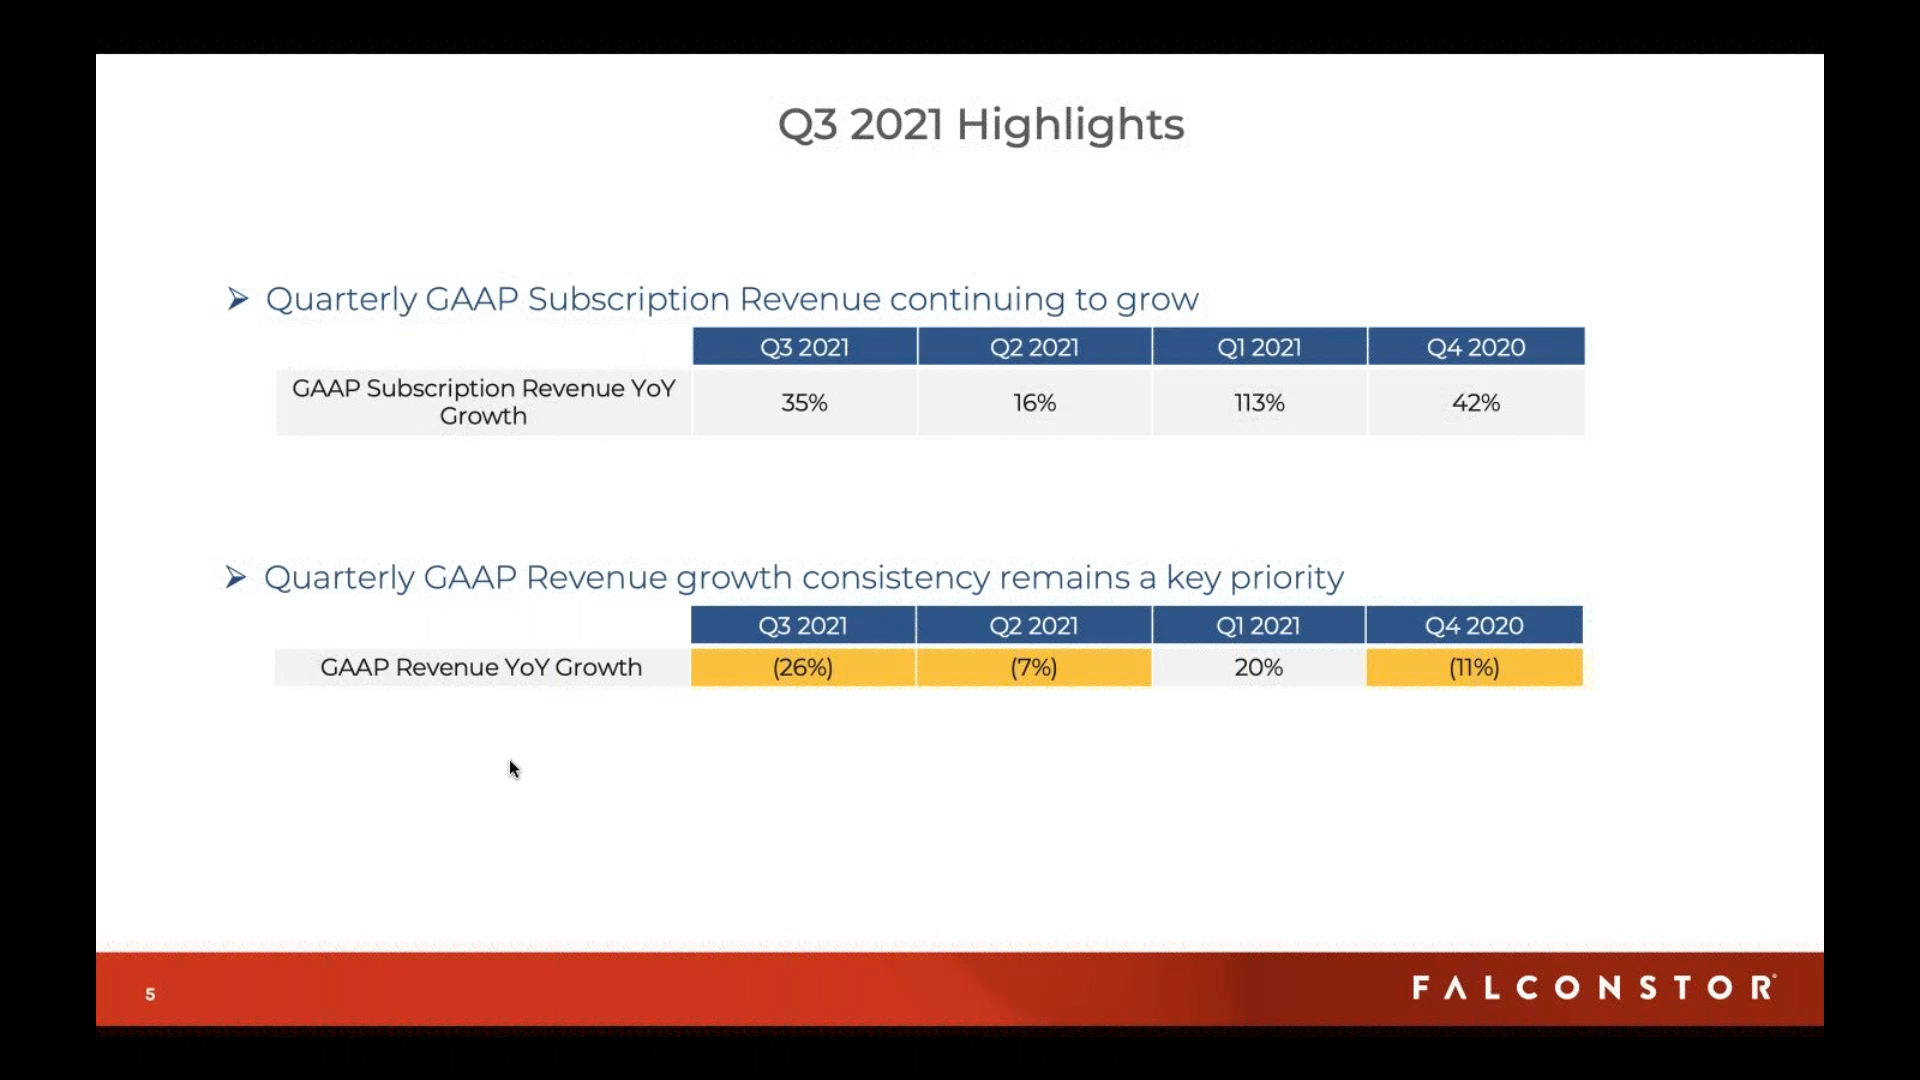 Q3 2021 Highlights
➢ Quarterly GAAP Subscription Revenue continuing to grow
Q3 2021 Q2 2021 Q1 2021 Q4 2020
GAAP Subscription Revenue YoY
Growth
35% 16% 113% 42%
➢ Quarterly GAAP Revenue growth consistency remains a key priority
Q3 2021 Q2 2021 Q1 2021 Q4 2020
GAAP Revenue YoY Growth (26%) (7%) 20% (11%)
5
FALCONSTOR